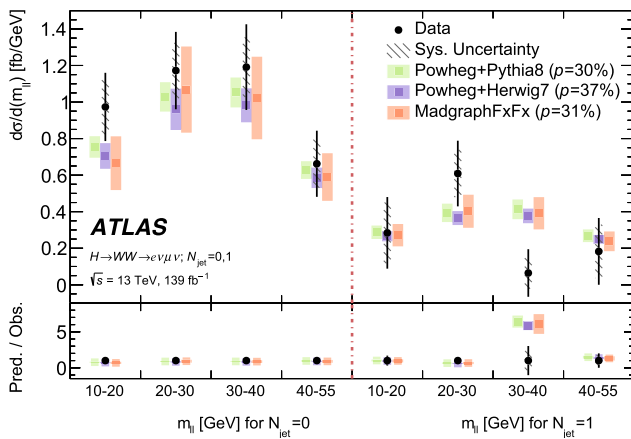 dσ/d(m_ll) [fb/GeV]
1.4
1.2
1
0.8
0.6
0.4
0.2
0
Data
Sys. Uncertainty
Powheg+Pythia8 (p=30%)
Powheg+Herwig7 (p=37%)
MadgraphFxFx (p=31%)
ATLAS
H→WW→eνμν; N_jet=0,1
√s = 13 TeV, 139 fb⁻¹
Pred. / Obs.
5
0
10-20 20-30 30-40 40-55 10-20 20-30 30-40 40-55
m_ll [GeV] for N_jet=0 m_ll [GeV] for N_jet=1